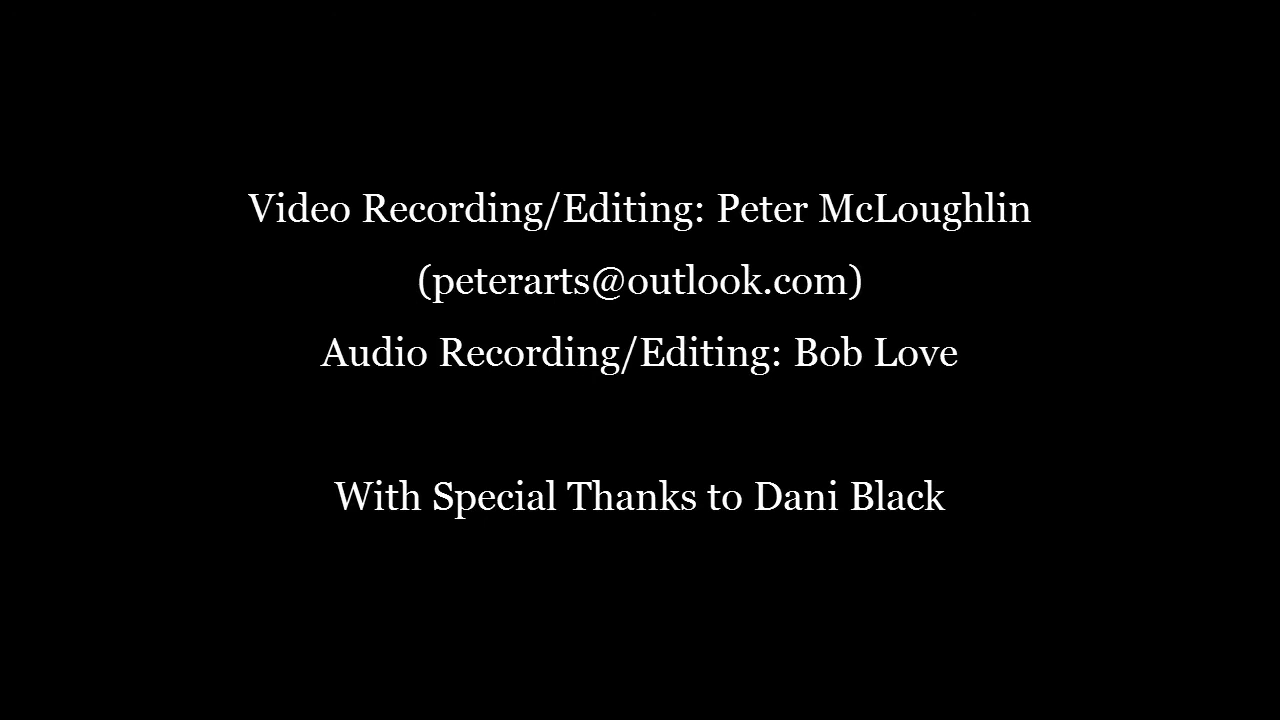 Video Recording/Editing: Peter McLoughlin
(peterarts@outlook.com)
Audio Recording/Editing: Bob Love
With Special Thanks to Dani Black